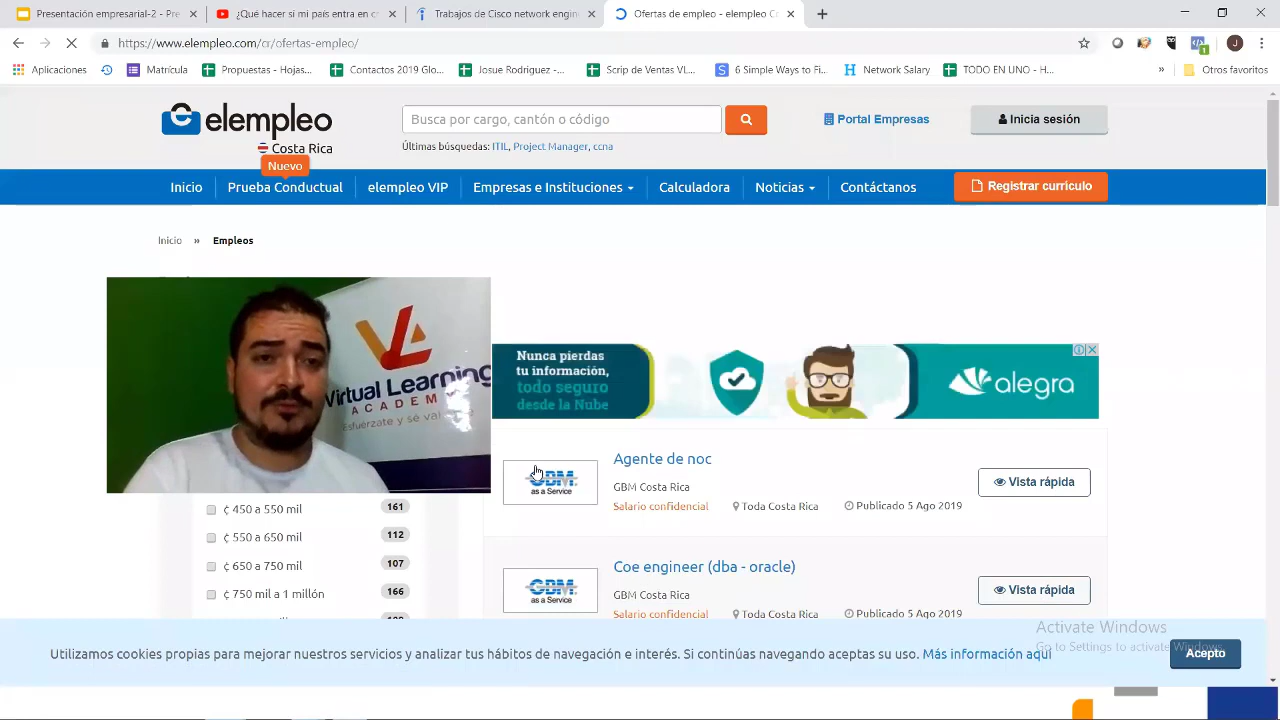 Presentación empresarial-2 - Pre
¿Qué hacer si mi país entra en c
Trabajos de Cisco network engin
Ofertas de empleo - elempleo Co
https://www.elempleo.com/cr/ofertas-empleo/
J
Aplicaciones
Matrícula
Propuestas - Hojas...
Contactos 2019 Glo...
Josue Rodriguez -...
Scrip de Ventas VL...
6 Simple Ways to Fi...
Network Salary
TODO EN UNO - H...
»
Otros favoritos
elempleo
Costa Rica
Busca por cargo, cantón o código
Últimas búsquedas: ITIL, Project Manager, ccna
Portal Empresas
Inicia sesión
Nuevo
Inicio
Prueba Conductual
elempleo VIP
Empresas e Instituciones
Calculadora
Noticias
Contáctanos
Registrar currículo
Inicio » Empleos
Virtual Learning
ACADEM
Esfuérzate y sé va
Nunca pierdas
tu información,
todo seguro
desde la Nube
alegra
GBM
as a Service
Agente de noc
GBM Costa Rica
Salario confidencial
Toda Costa Rica
Publicado 5 Ago 2019
Vista rápida
₡ 450 a 550 mil 161
₡ 550 a 650 mil 112
₡ 650 a 750 mil 107
₡ 750 mil a 1 millón 166
GBM
as a Service
Coe engineer (dba - oracle)
GBM Costa Rica
Salario confidencial
Toda Costa Rica
Publicado 5 Ago 2019
Vista rápida
Activate Windows
Go to Settings to activate Windows.
Utilizamos cookies propias para mejorar nuestros servicios y analizar tus hábitos de navegación e interés. Si continúas navegando aceptas su uso. Más información aquí
Acepto